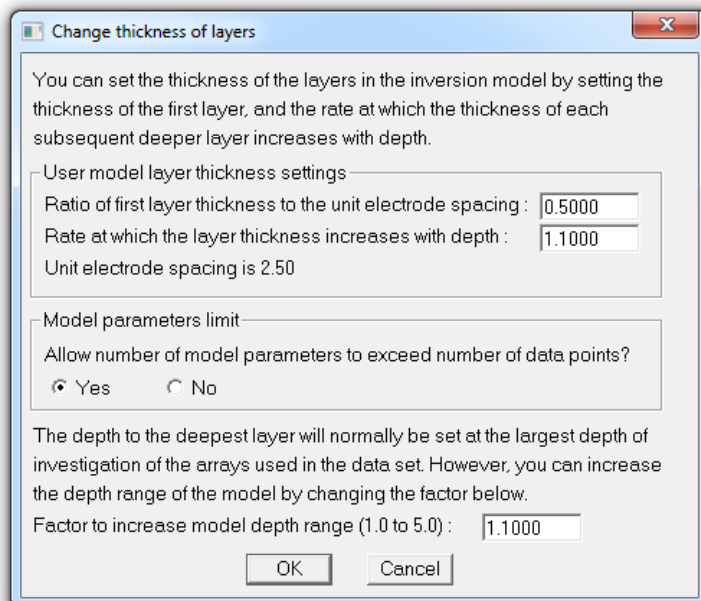 Change thickness of layers
You can set the thickness of the layers in the inversion model by setting the
thickness of the first layer, and the rate at which the thickness of each
subsequent deeper layer increases with depth.
User model layer thickness settings
Ratio of first layer thickness to the unit electrode spacing : 0.5000
Rate at which the layer thickness increases with depth : 1.1000
Unit electrode spacing is 2.50
Model parameters limit
Allow number of model parameters to exceed number of data points?
Yes No
The depth to the deepest layer will normally be set at the largest depth of
investigation of the arrays used in the data set. However, you can increase
the depth range of the model by changing the factor below.
Factor to increase model depth range (1.0 to 5.0) : 1.1000
OK Cancel